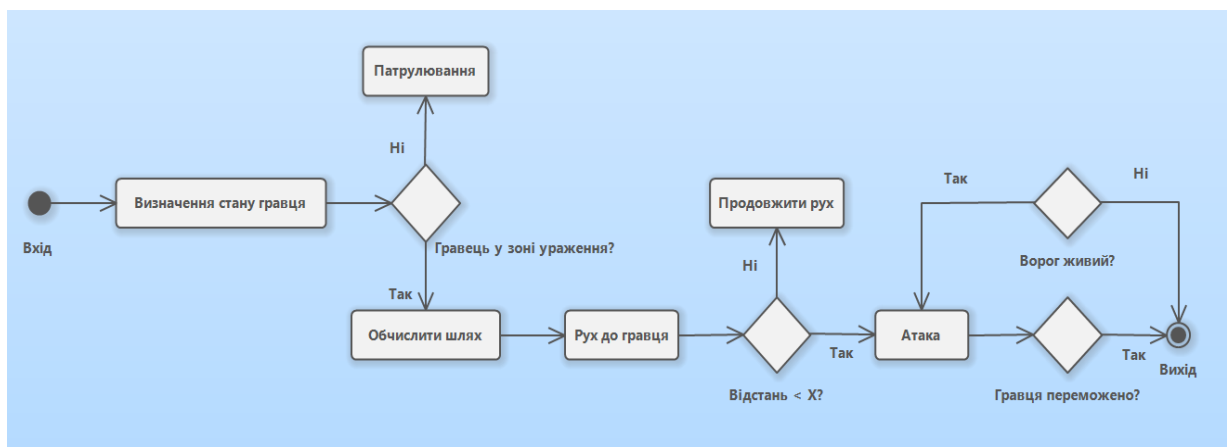 Патрулювання
Ні
Визначення стану гравця
Вхід
Гравець у зоні ураження?
Так
Обчислити шлях
Рух до гравця
Продовжити рух
Ні
Відстань < X?
Так
Атака
Так
Ні
Ворог живий?
Гравця переможено?
Так
Вихід